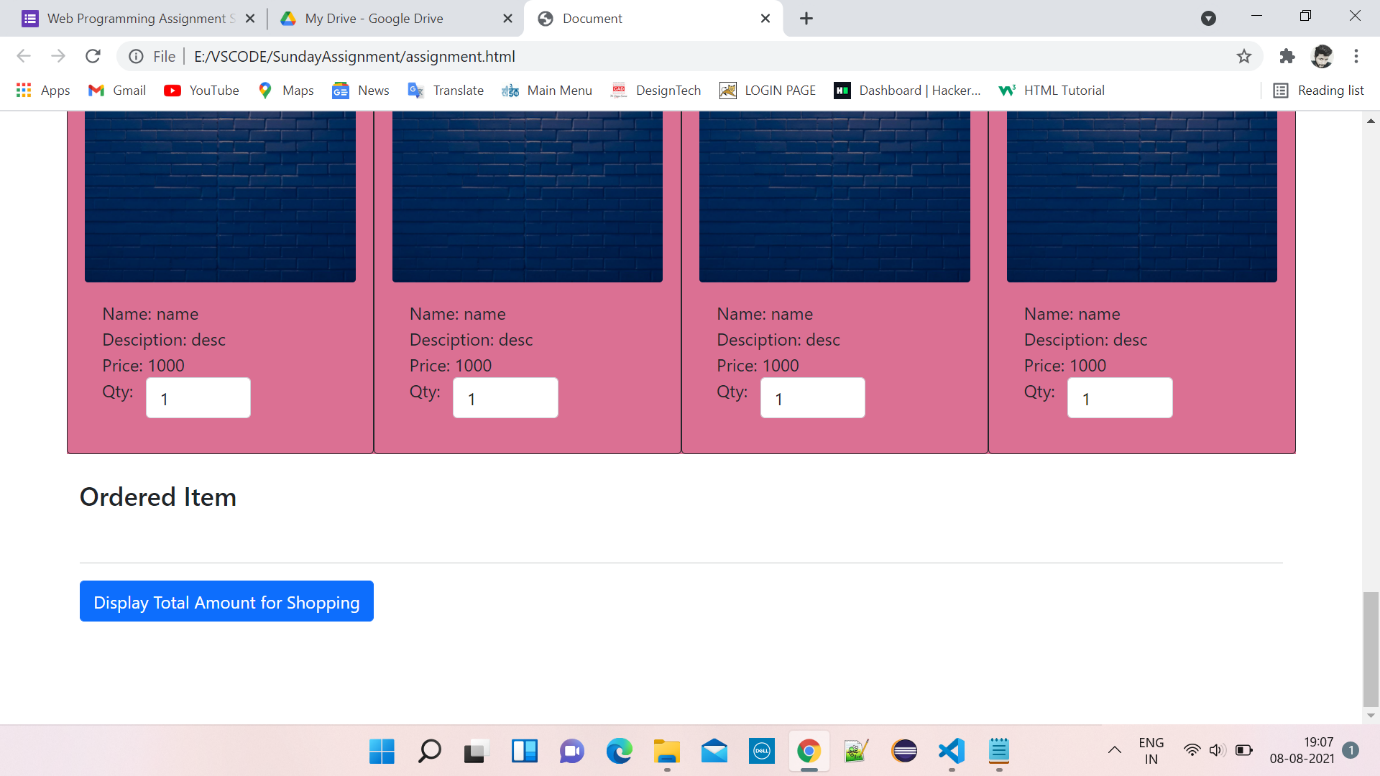 Web Programming Assignment S
My Drive - Google Drive
Document
File
E:/VSCODE/SundayAssignment/assignment.html
Apps
Gmail
YouTube
Maps
News
Translate
Main Menu
DesignTech
LOGIN PAGE
Dashboard | Hacker...
HTML Tutorial
Reading list
Name: name
Desciption: desc
Price: 1000
Qty: 1
Name: name
Desciption: desc
Price: 1000
Qty: 1
Name: name
Desciption: desc
Price: 1000
Qty: 1
Name: name
Desciption: desc
Price: 1000
Qty: 1
Ordered Item
Display Total Amount for Shopping
ENG
IN
19:07
08-08-2021
1